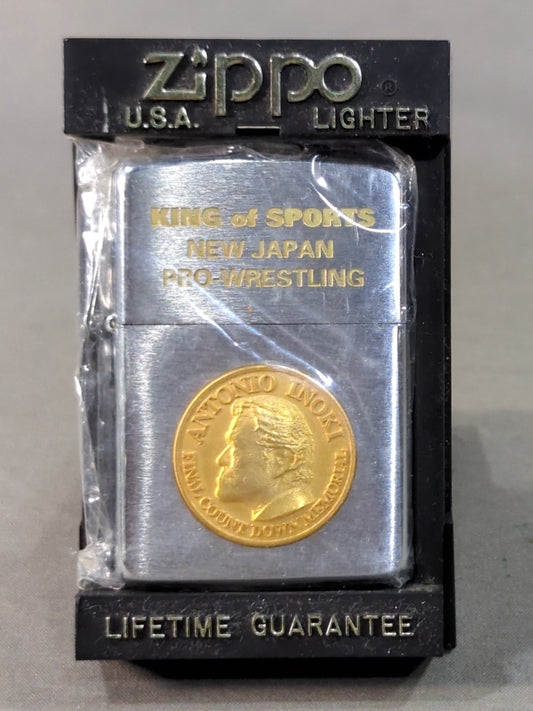 Zippo ®
U.S.A. LIGHTER
KING of SPORTS
NEW JAPAN
PRO-WRESTLING
ANTONIO INOKI
FINAL COUNT DOWN MEMORIAL
LIFETIME GUARANTEE